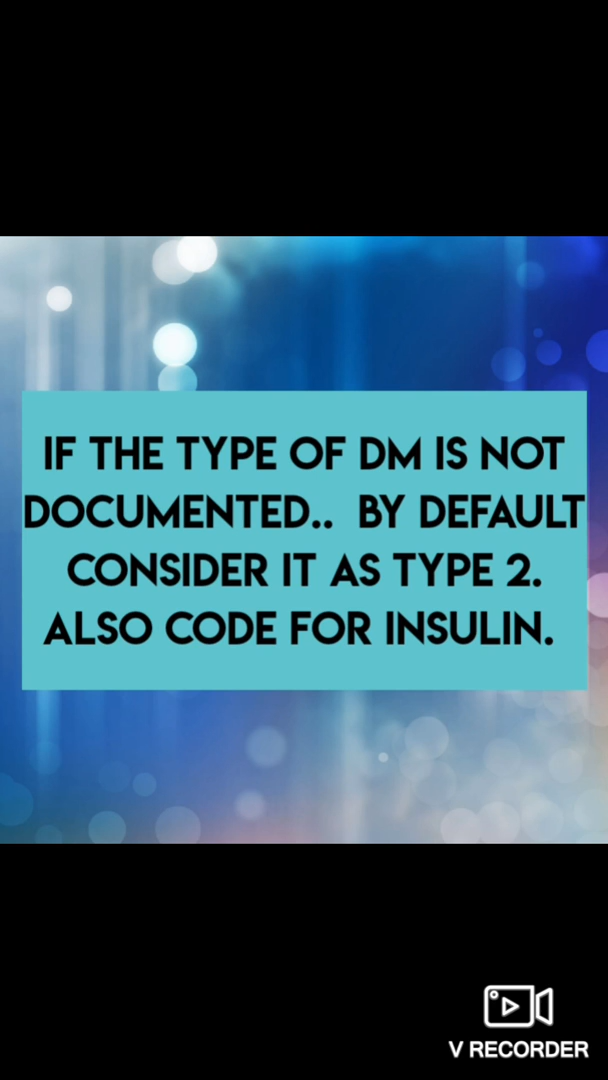 IF THE TYPE OF DM IS NOT
DOCUMENTED.. BY DEFAULT
CONSIDER IT AS TYPE 2.
ALSO CODE FOR INSULIN.
V RECORDER